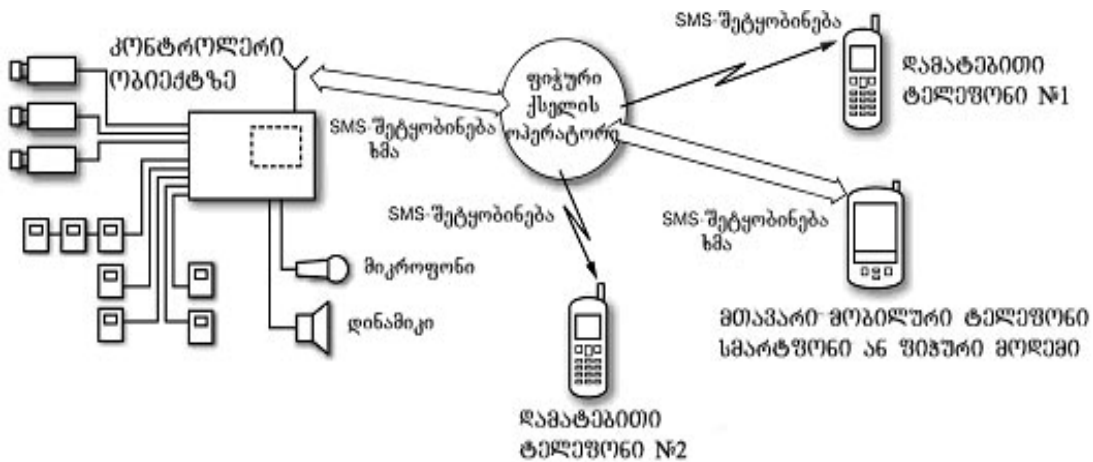 SMS-შეტყობინება
კონტროლერი
ობიექტზე
ფიჭური
ქსელის
ოპერატორი
დამატებითი
ტელეფონი №1
SMS-შეტყობინება
ხმა
SMS-შეტყობინება
SMS-შეტყობინება
ხმა
მიკროფონი
დინამიკი
მთავარი მობილური ტელეფონი
სმარტფონი ან ფიჭური მოდემი
დამატებითი
ტელეფონი №2